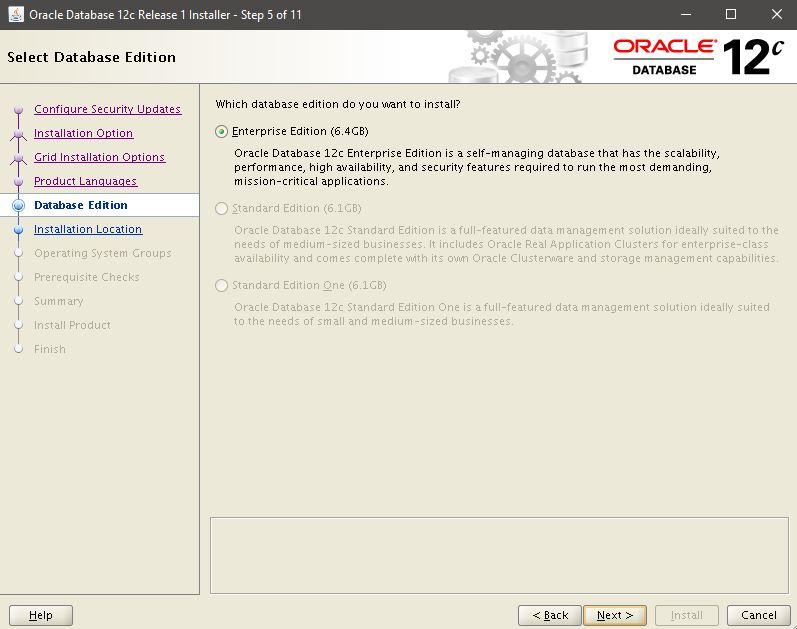 Oracle Database 12c Release 1 Installer - Step 5 of 11
Select Database Edition
ORACLE®
DATABASE
12c
Configure Security Updates
Installation Option
Grid Installation Options
Product Languages
Database Edition
Installation Location
Operating System Groups
Prerequisite Checks
Summary
Install Product
Finish
Which database edition do you want to install?
Enterprise Edition (6.4GB)
Oracle Database 12c Enterprise Edition is a self-managing database that has the scalability,
performance, high availability, and security features required to run the most demanding,
mission-critical applications.
Standard Edition (6.1GB)
Oracle Database 12c Standard Edition is a full-featured data management solution ideally suited to the
needs of medium-sized businesses. It includes Oracle Real Application Clusters for enterprise-class
availability and comes complete with its own Oracle Clusterware and storage management capabilities.
Standard Edition One (6.1GB)
Oracle Database 12c Standard Edition One is a full-featured data management solution ideally suited
to the needs of small and medium-sized businesses.
Help
< Back
Next >
Install
Cancel